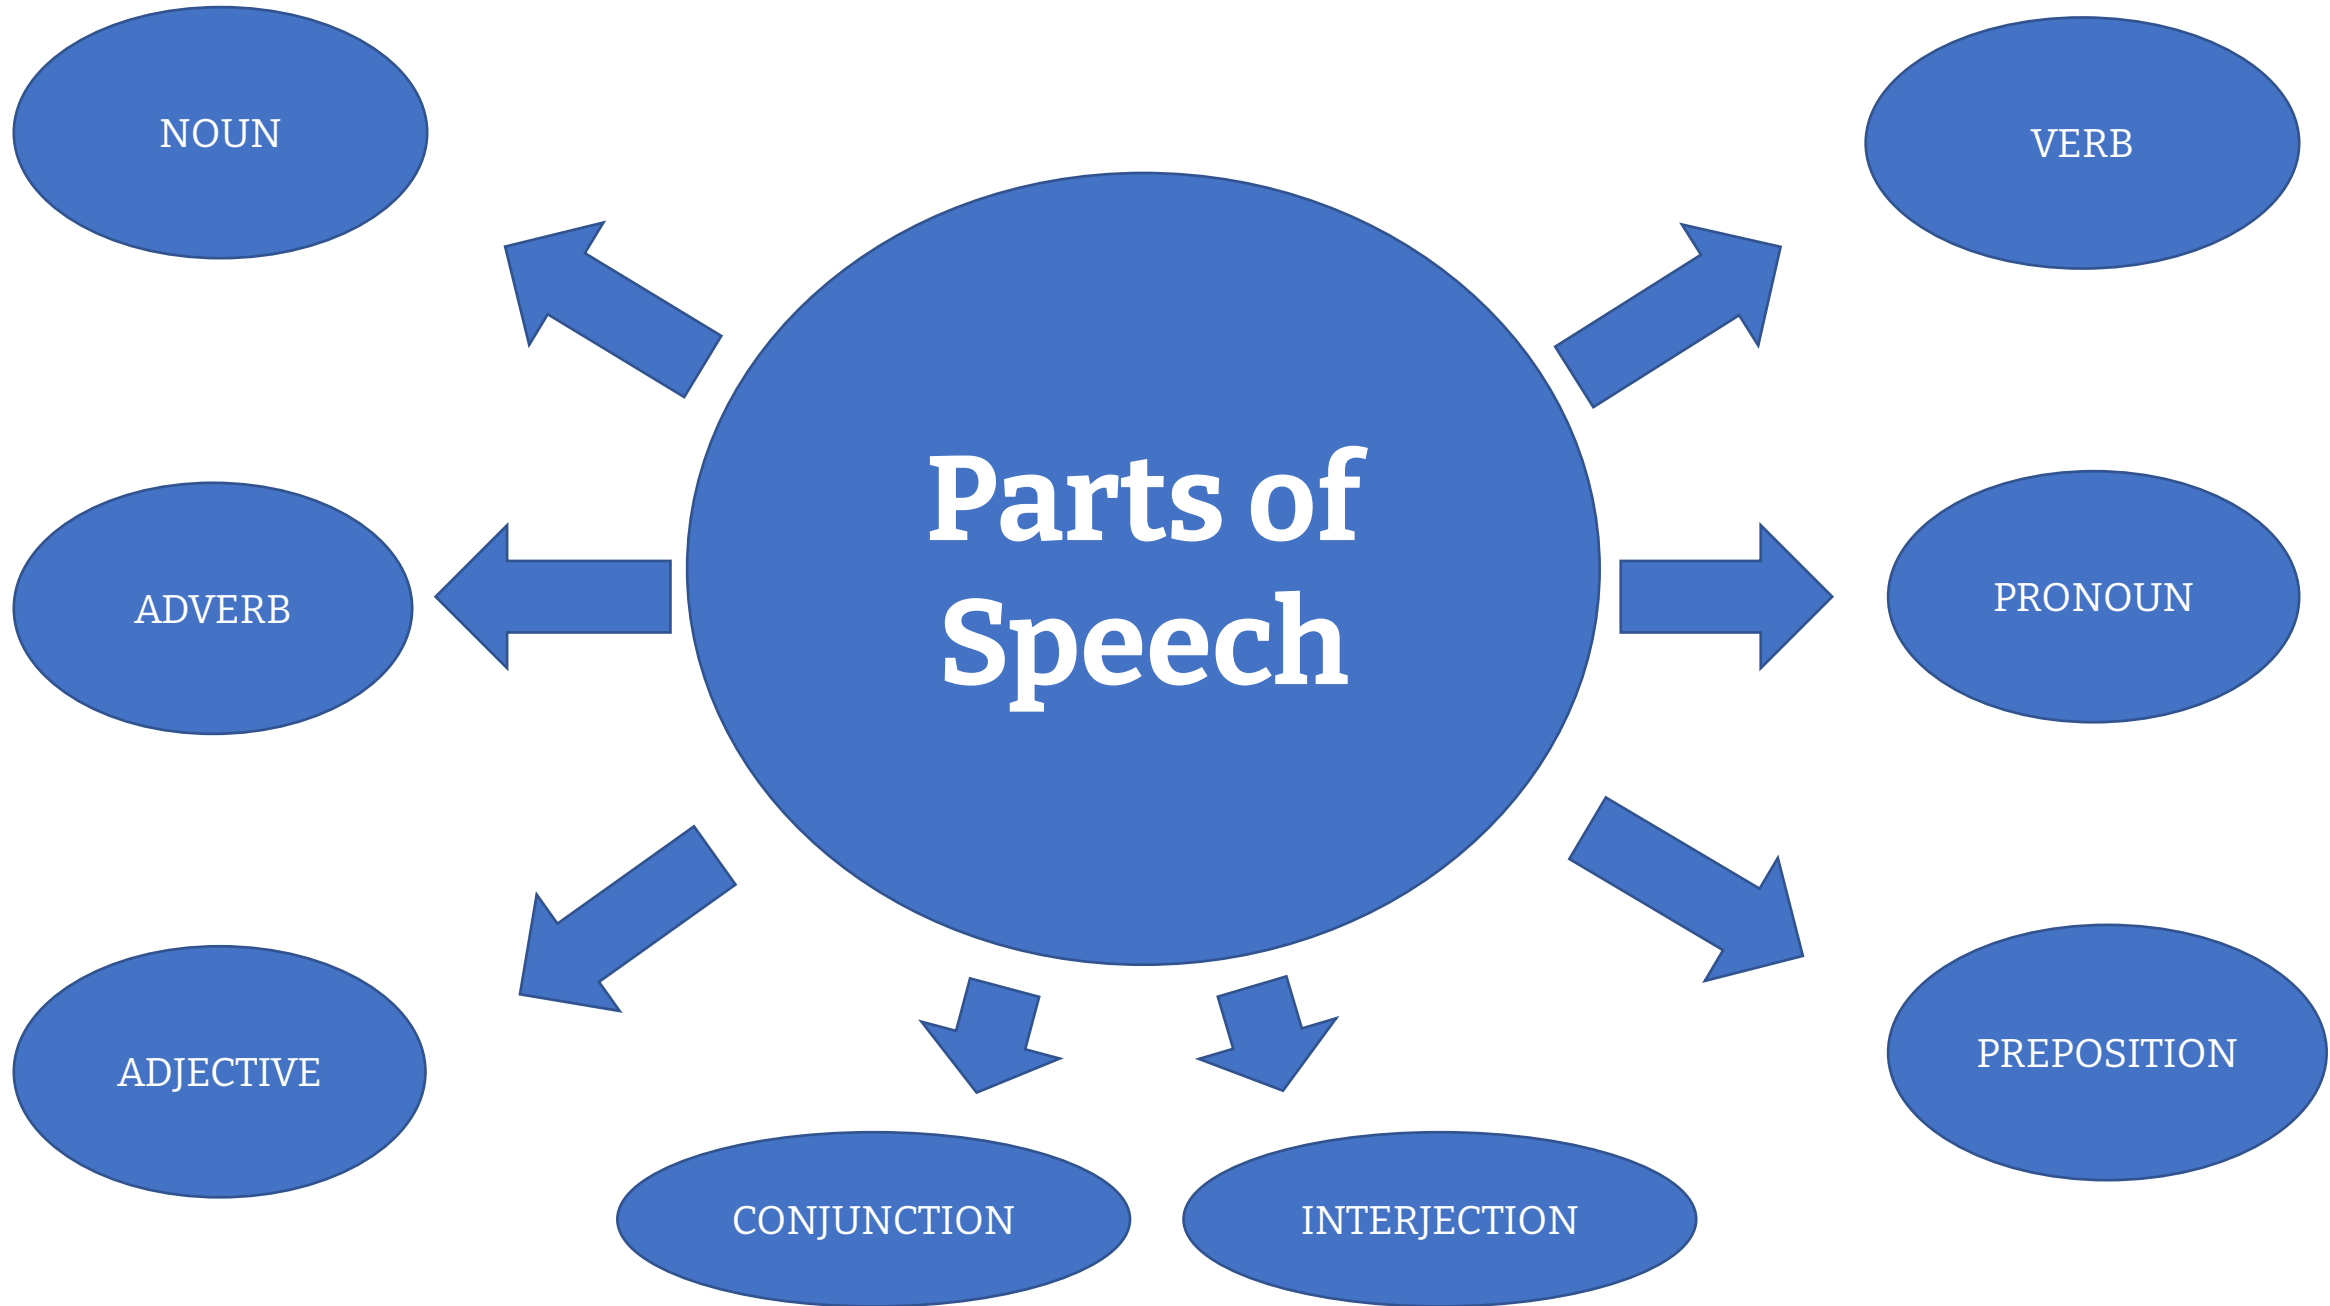 NOUN
VERB
Parts of
Speech
ADVERB
PRONOUN
ADJECTIVE
PREPOSITION
CONJUNCTION
INTERJECTION